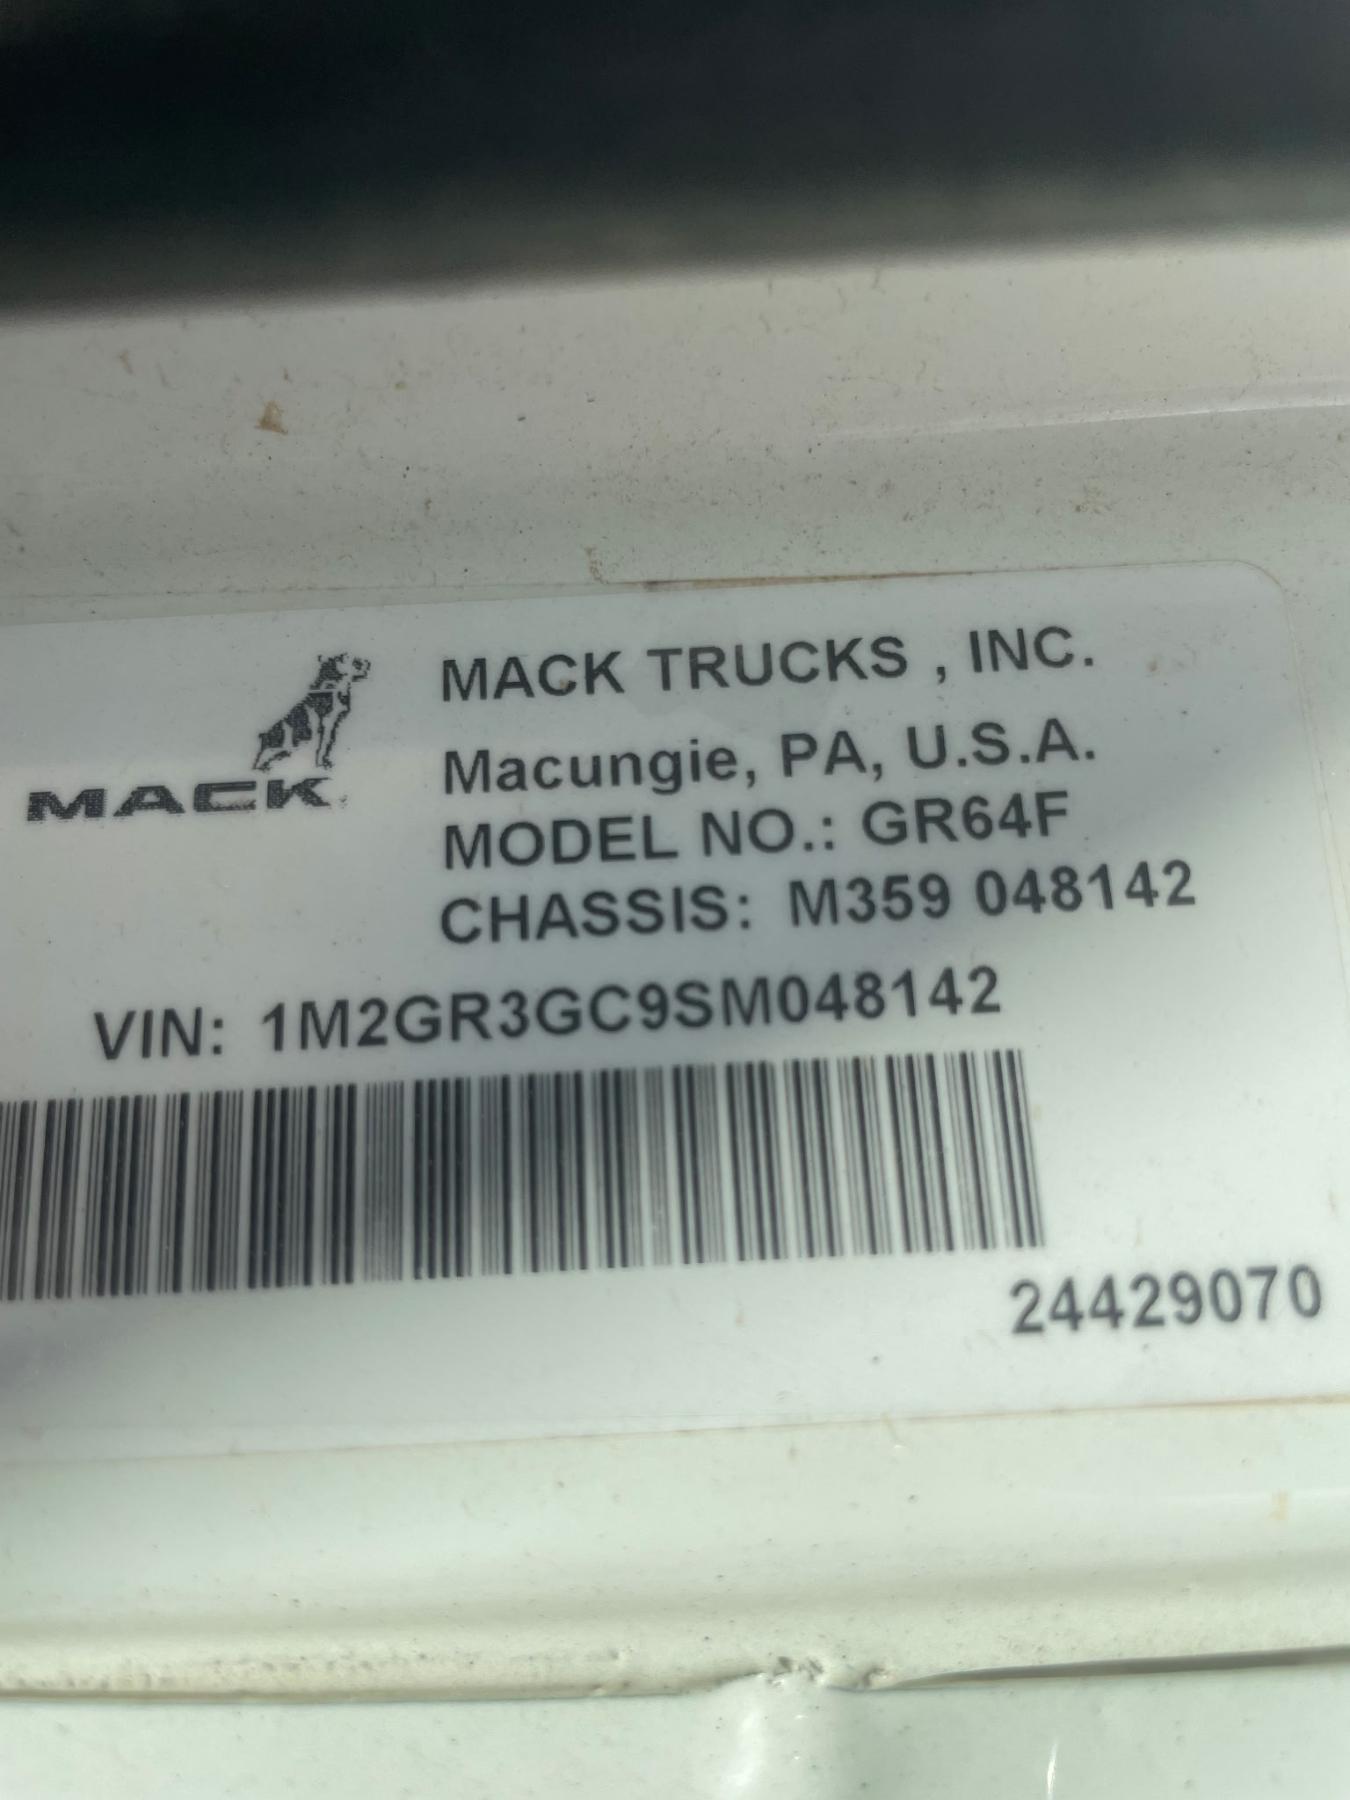 MACK TRUCKS , INC.
MACK
Macungie, PA, U.S.A.
MODEL NO.: GR64F
CHASSIS: M359 048142
VIN: 1M2GR3GC9SM048142
24429070